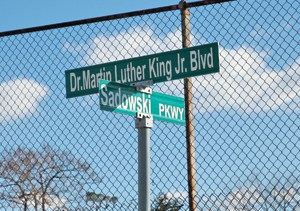 Dr.Martin Luther King Jr. Blvd
Sadowski PKWY